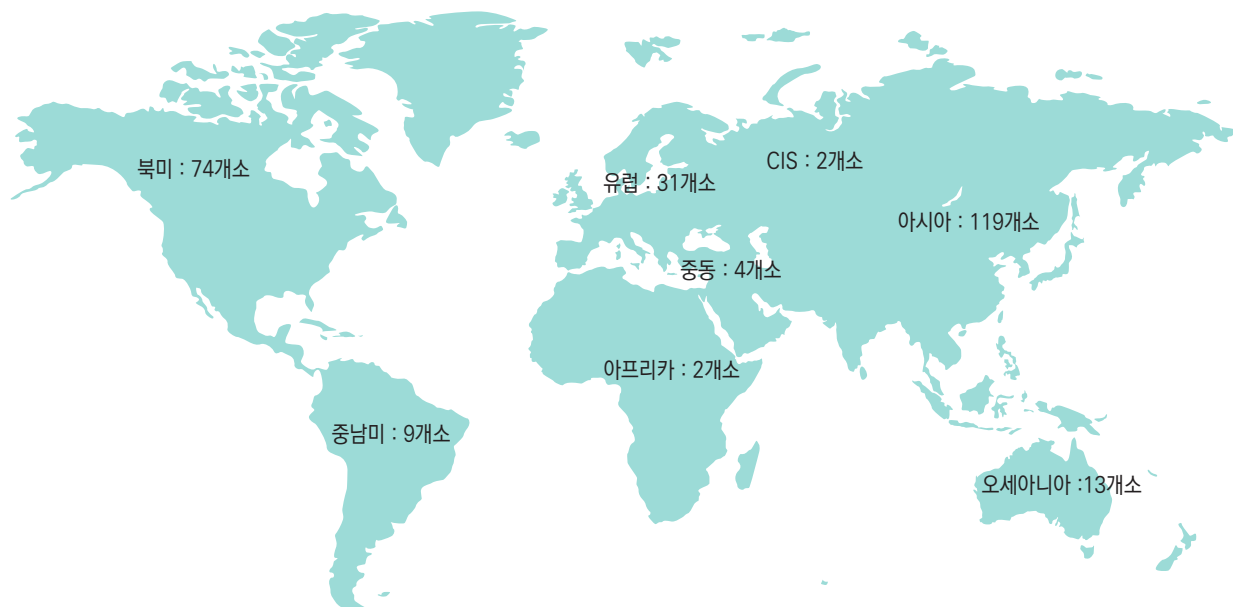 북미 : 74개소
CIS : 2개소
유럽 : 31개소
아시아 : 119개소
중동 : 4개소
아프리카 : 2개소
중남미 : 9개소
오세아니아 :13개소